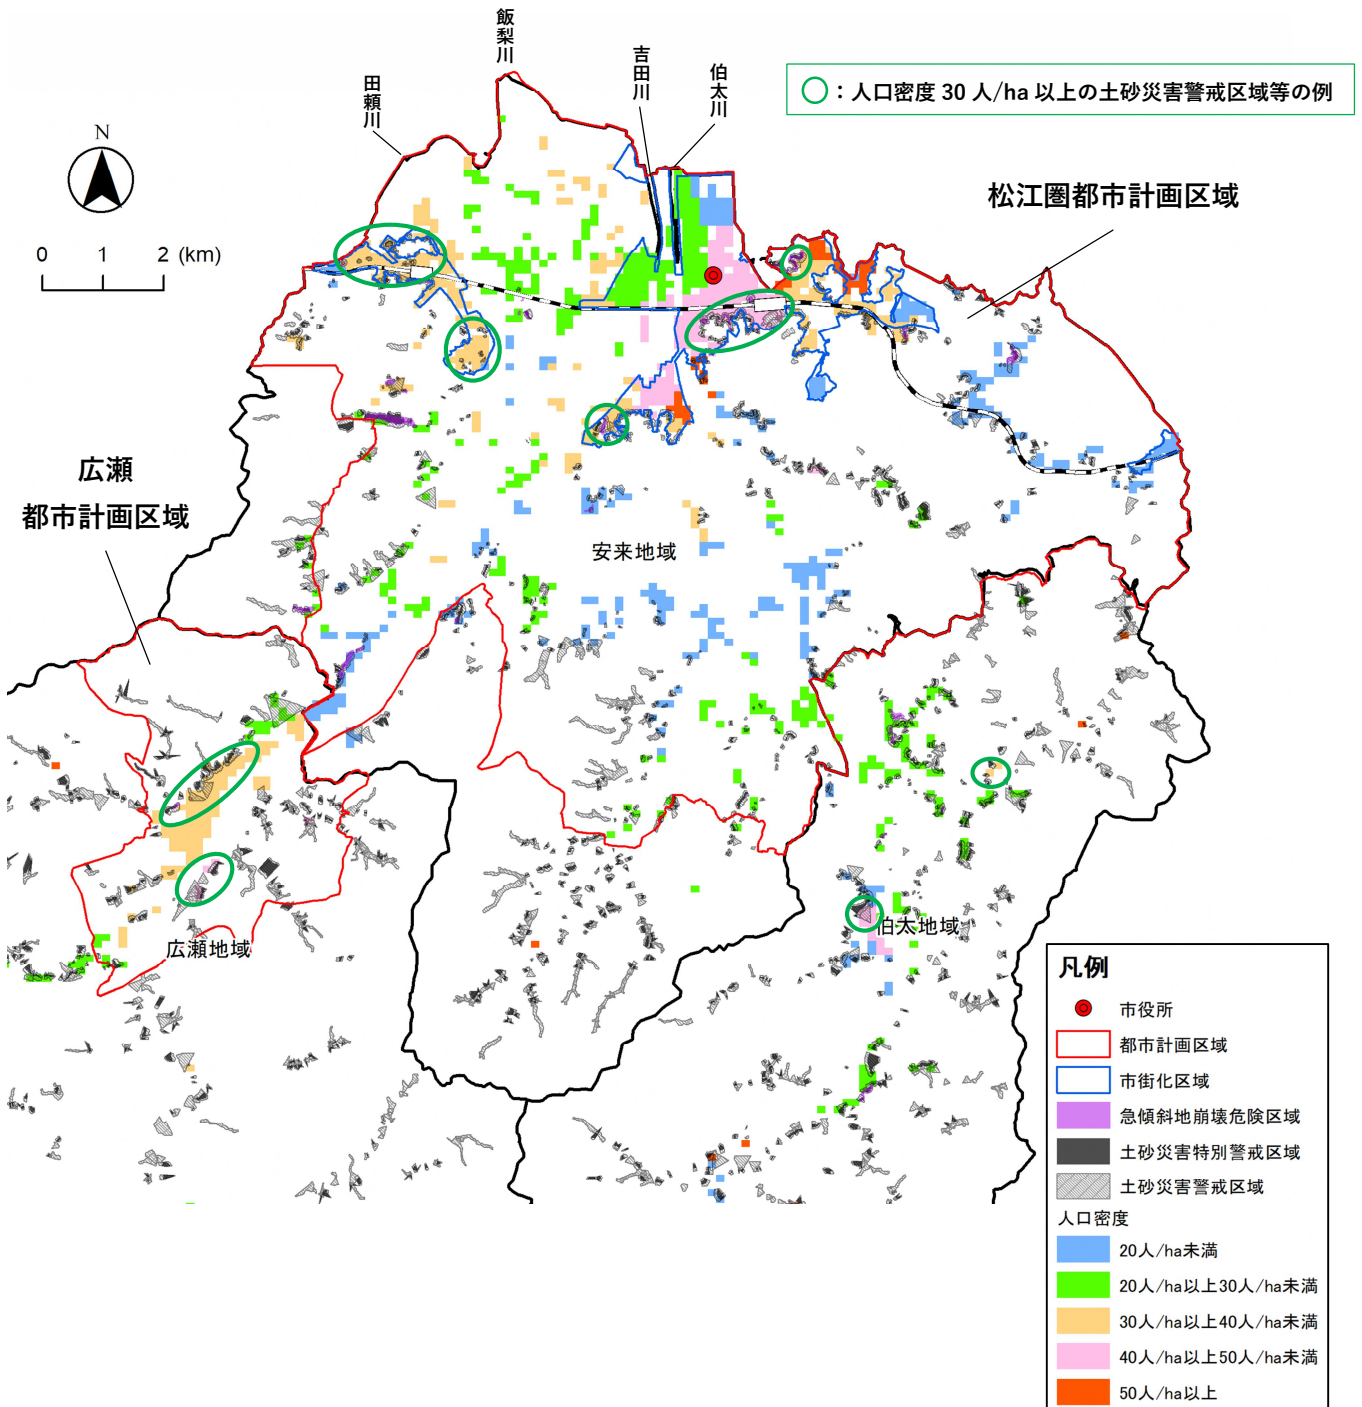 飯梨川
吉田川
伯太川
田頼川
：人口密度 30 人/ha 以上の土砂災害警戒区域等の例
N
0 1 2 (km)
松江圏都市計画区域
広瀬
都市計画区域
安来地域
広瀬地域
伯太地域
凡例
市役所
都市計画区域
市街化区域
急傾斜地崩壊危険区域
土砂災害特別警戒区域
土砂災害警戒区域
人口密度
20人/ha未満
20人/ha以上30人/ha未満
30人/ha以上40人/ha未満
40人/ha以上50人/ha未満
50人/ha以上